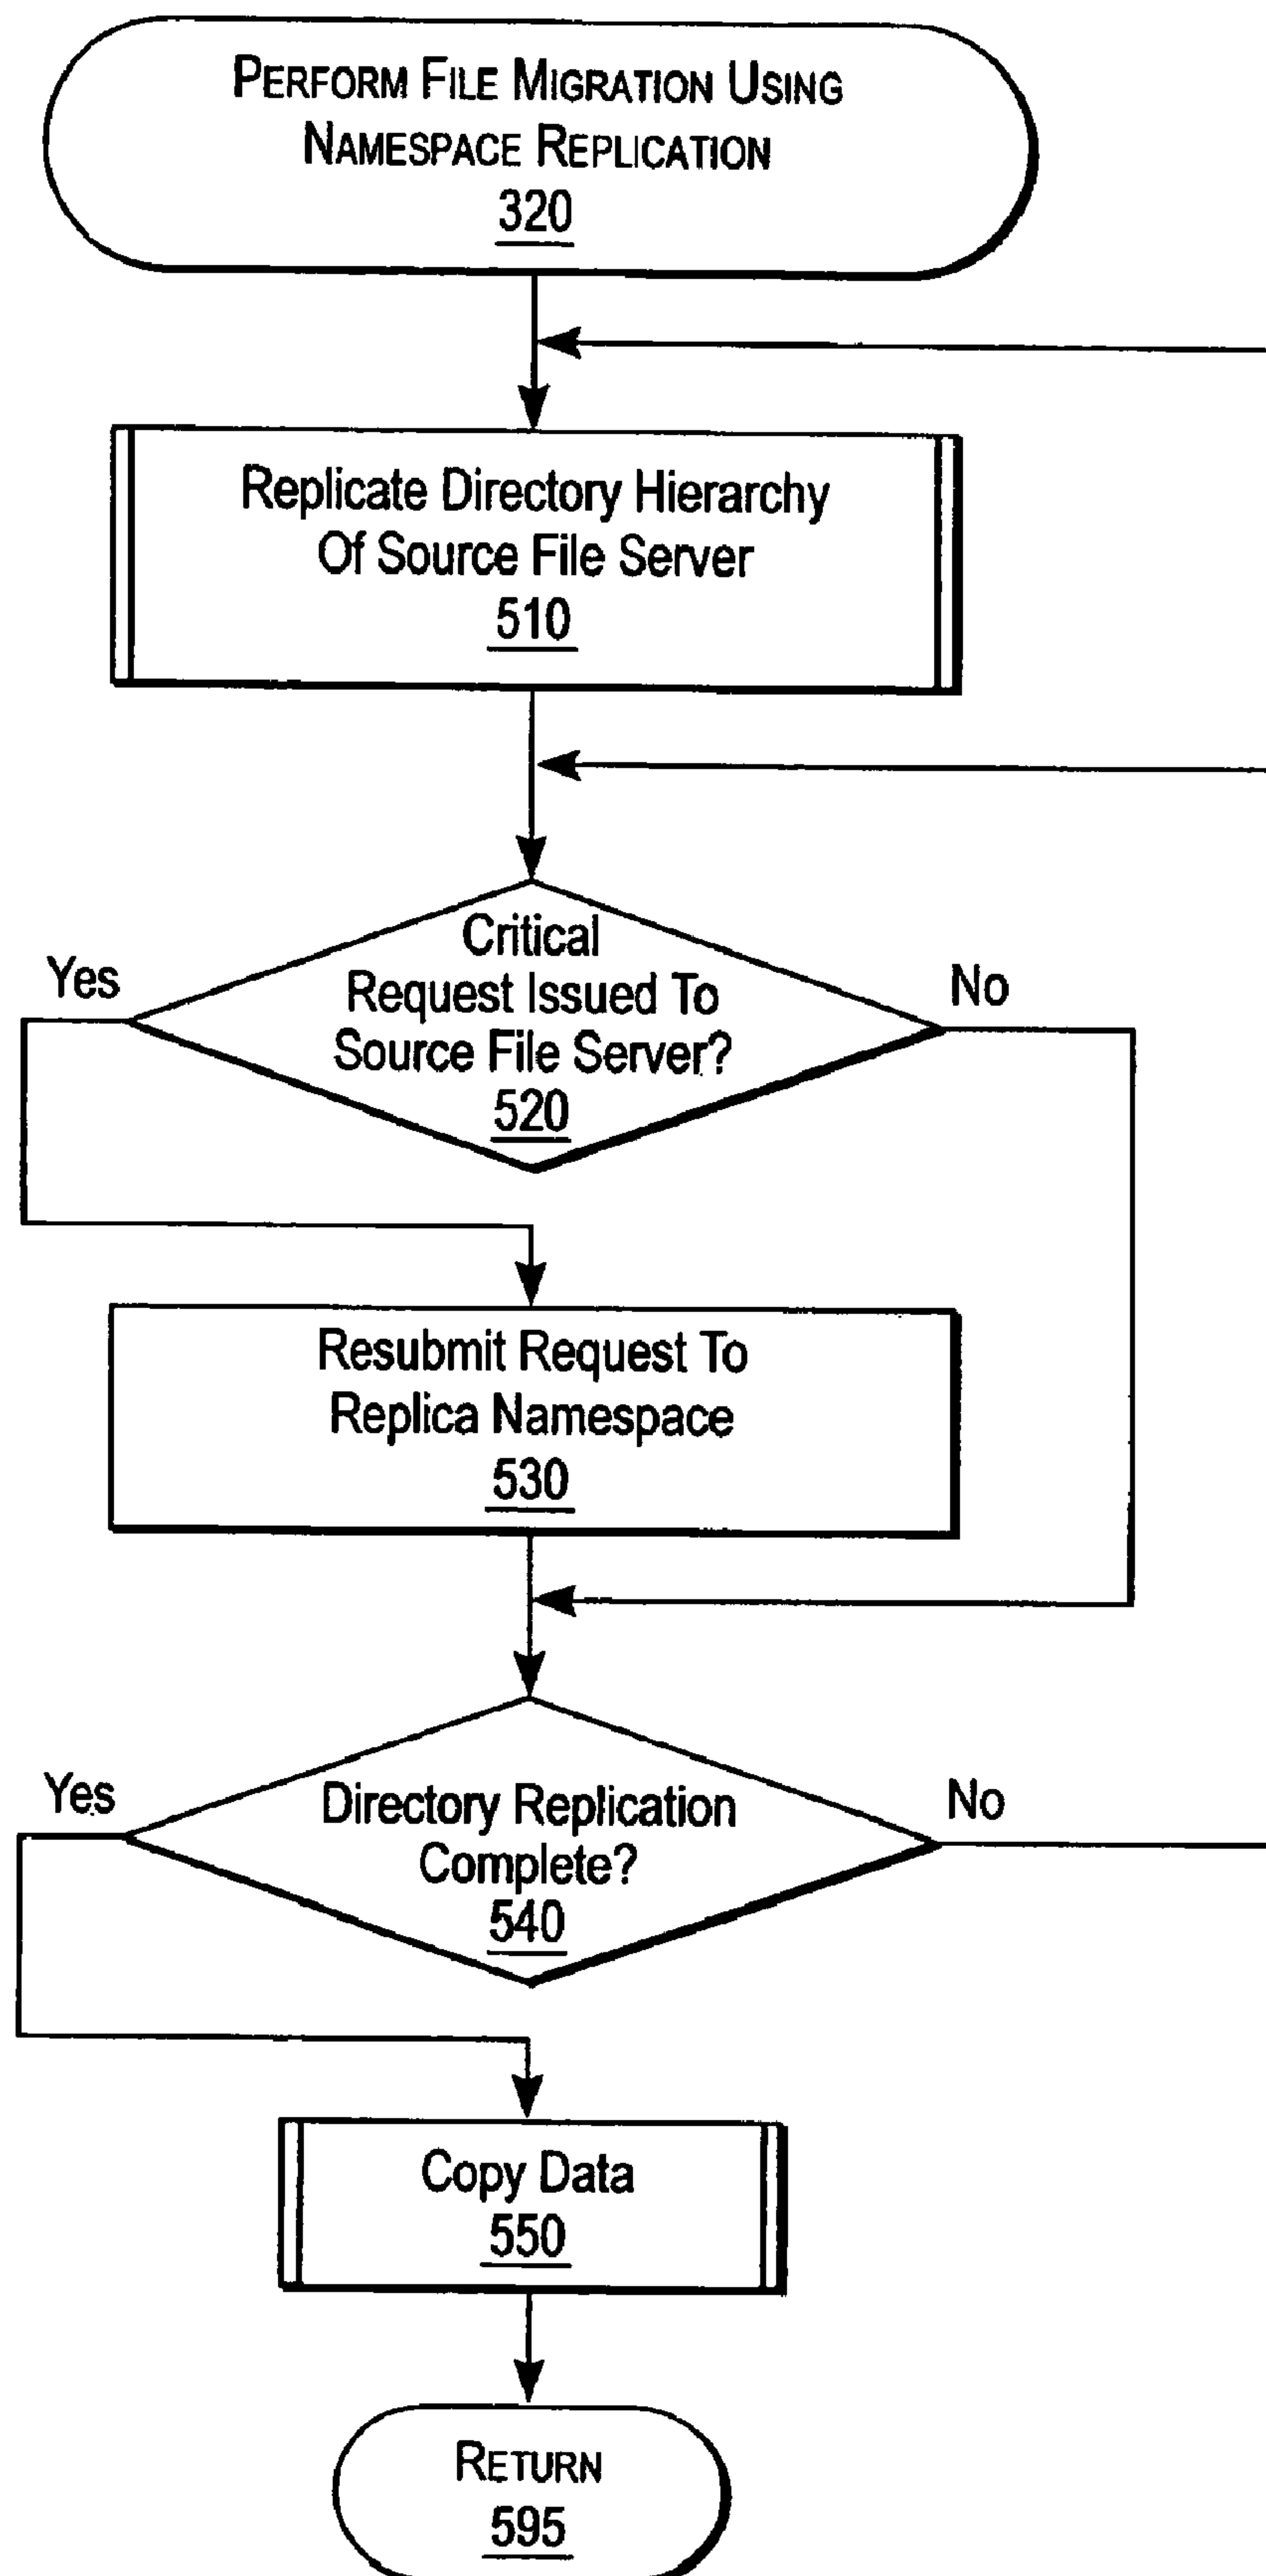 PERFORM FILE MIGRATION USING
NAMESPACE REPLICATION
320
Replicate Directory Hierarchy
Of Source File Server
510
Critical
Request Issued To
Source File Server?
520
Yes
No
Resubmit Request To
Replica Namespace
530
Directory Replication
Complete?
540
Yes
No
Copy Data
550
RETURN
595